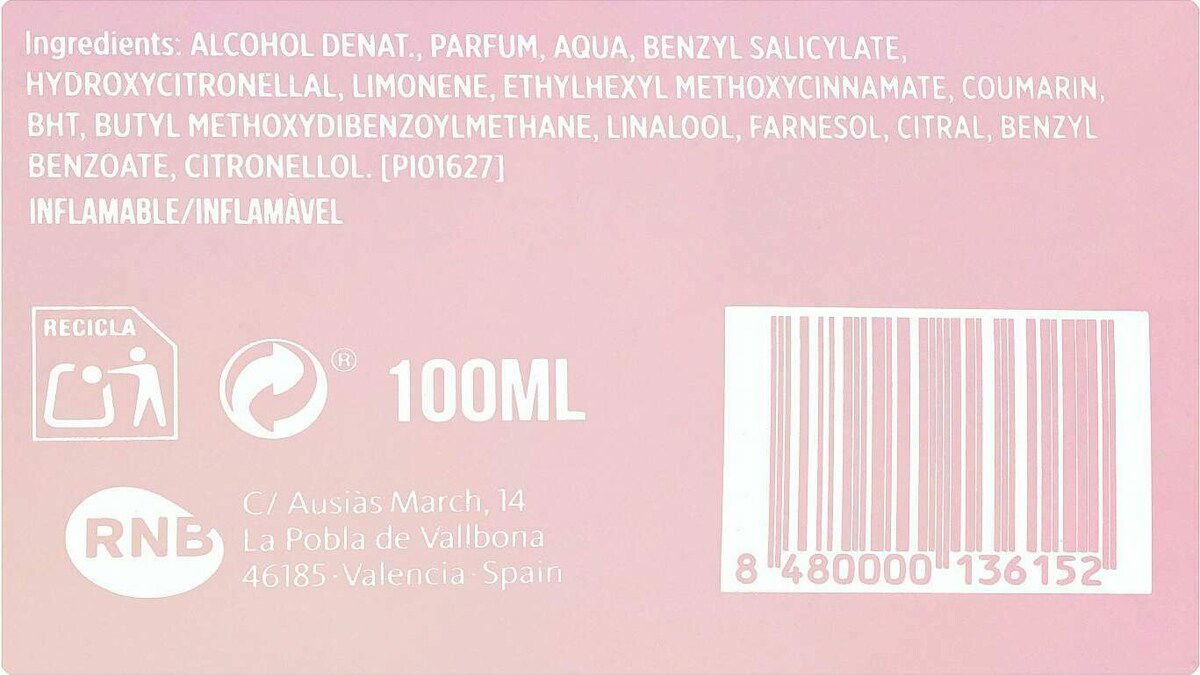 Ingredients: ALCOHOL DENAT., PARFUM, AQUA, BENZYL SALICYLATE,
HYDROXYCITRONELLAL, LIMONENE, ETHYLHEXYL METHOXYCINNAMATE, COUMARIN,
BHT, BUTYL METHOXYDIBENZOYLMETHANE, LINALOOL, FARNESOL, CITRAL, BENZYL
BENZOATE, CITRONELLOL. [PI01627]
INFLAMABLE/INFLAMÀVEL
RECICLA
®
100ML
RNB
C/ Ausiàs March, 14
La Pobla de Vallbona
46185·Valencia·Spain
8 480000 136152